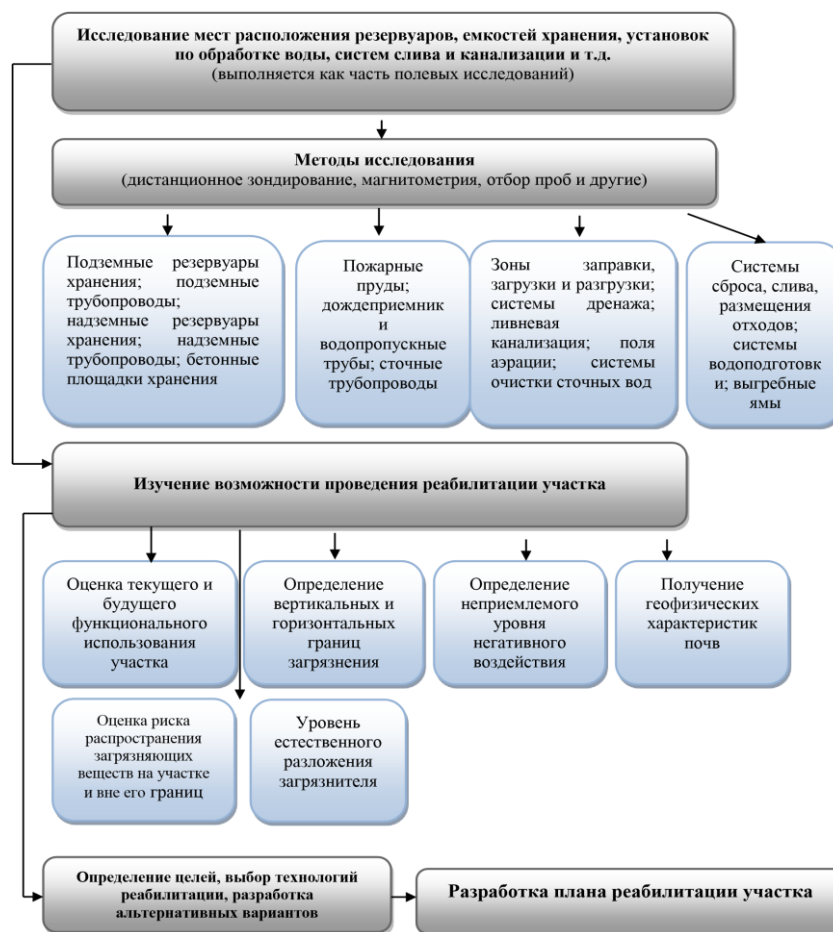 Исследование мест расположения резервуаров, емкостей хранения, установок
по обработке воды, систем слива и канализации и т.д.
(выполняется как часть полевых исследований)
Методы исследования
(дистанционное зондирование, магнитометрия, отбор проб и другие)
Подземные резервуары
хранения; подземные
трубопроводы;
надземные резервуары
хранения; надземные
трубопроводы; бетонные
площадки хранения
Пожарные
пруды;
дождеприемник
и
водопропускные
трубы; сточные
трубопроводы
Зоны заправки,
загрузки и разгрузки;
системы дренажа;
ливневая
канализация; поля
аэрации; системы
очистки сточных вод
Системы
сброса, слива,
размещения
отходов;
системы
водоподготовк
и; выгребные
ямы
Изучение возможности проведения реабилитации участка
Оценка текущего и
будущего
функционального
использования
участка
Определение
вертикальных и
горизонтальных
границ
загрязнения
Определение
неприемлемого
уровня
негативного
воздействия
Получение
геофизических
характеристик
почв
Оценка риска
распространения
загрязняющих
веществ на участке
и вне его границ
Уровень
естественного
разложения
загрязнителя
Определение целей, выбор технологий
реабилитации, разработка
альтернативных вариантов
Разработка плана реабилитации участка